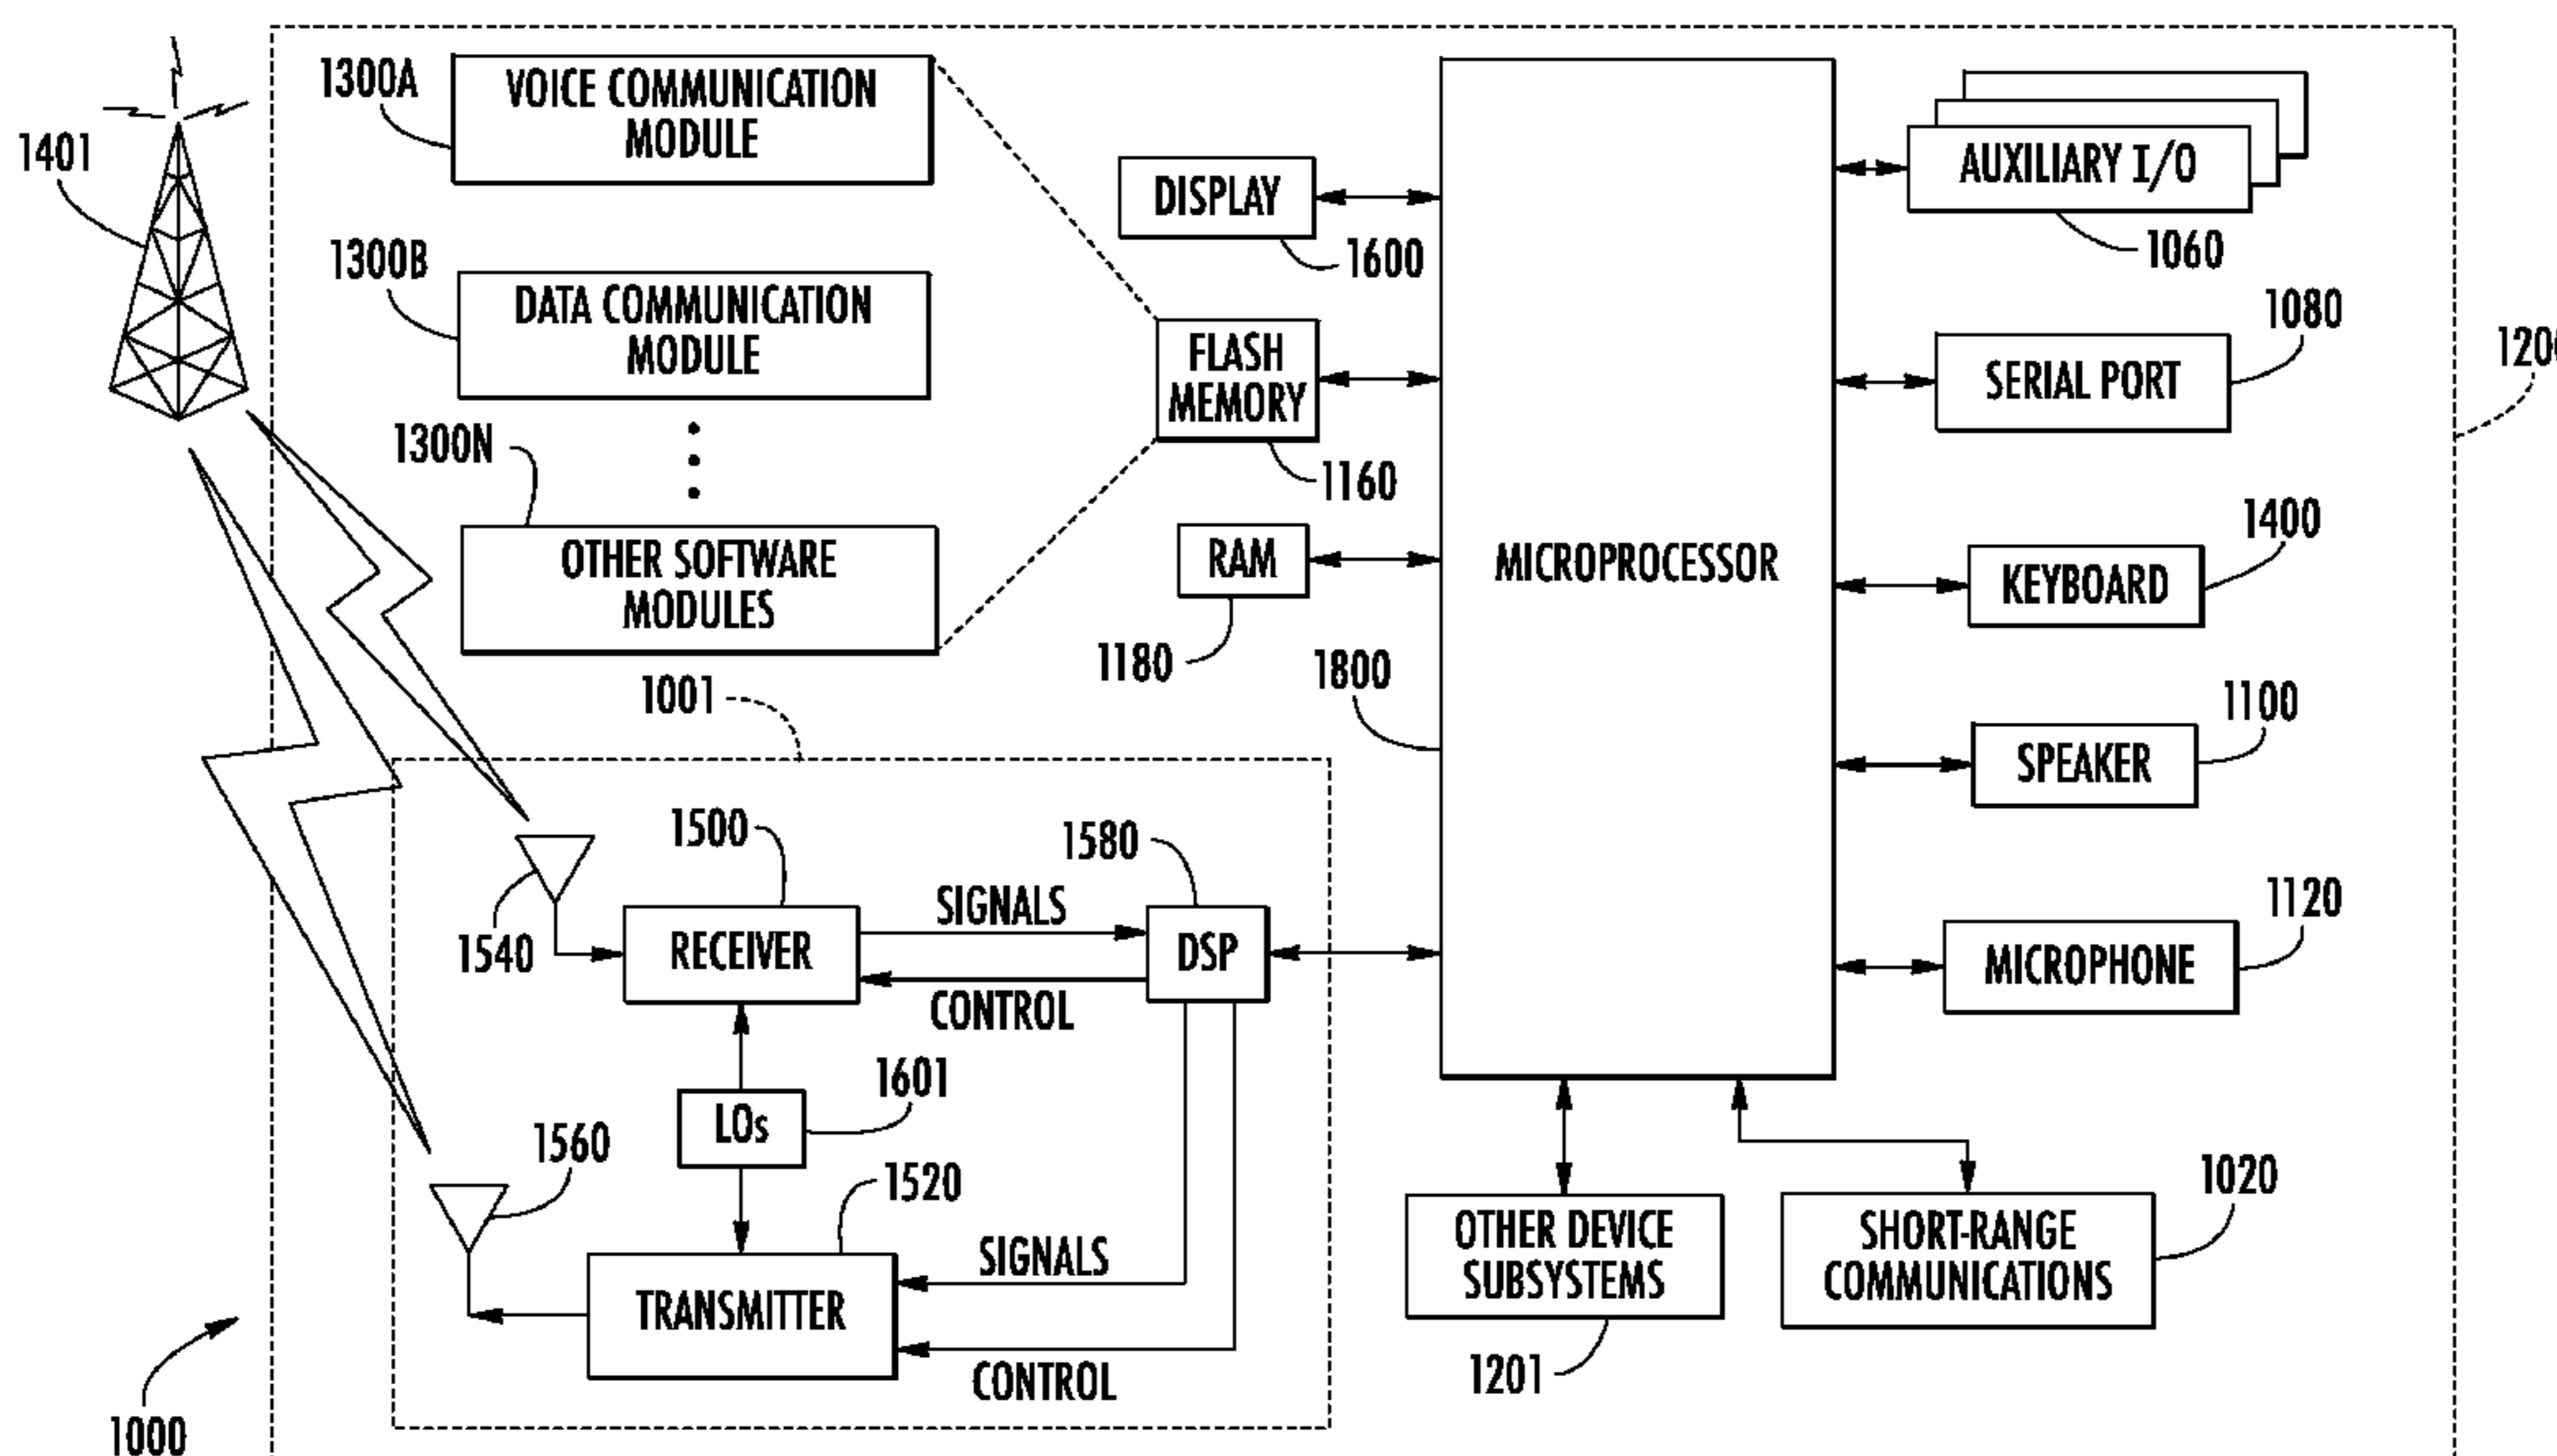 1401
1300A
VOICE COMMUNICATION
MODULE
1300B
DATA COMMUNICATION
MODULE
1300N
OTHER SOFTWARE
MODULES
DISPLAY
1600
FLASH
MEMORY
1160
RAM
1180
MICROPROCESSOR
1800
AUXILIARY I/O
1060
SERIAL PORT
1080
1200
KEYBOARD
1400
SPEAKER
1100
MICROPHONE
1120
1001
1540
RECEIVER
1500
SIGNALS
CONTROL
DSP
1580
LOs
1601
1560
TRANSMITTER
1520
SIGNALS
CONTROL
OTHER DEVICE
SUBSYSTEMS
1201
SHORT-RANGE
COMMUNICATIONS
1020
1000